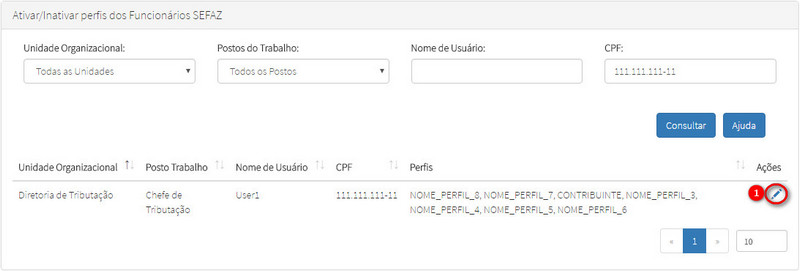 Ativar/Inativar perfis dos Funcionários SEFAZ
Unidade Organizacional: Postos do Trabalho: Nome de Usuário: CPF:
Todas as Unidades Todos os Postos 111.111.111-11
Consultar Ajuda
Unidade Organizacional Posto Trabalho Nome de Usuário CPF Perfis Ações
Diretoria de Tributação Chefe de User1 111.111.111-11 NOME_PERFIL_8, NOME_PERFIL_7, CONTRIBUINTE, NOME_PERFIL_3, 1
Tributação NOME_PERFIL_4, NOME_PERFIL_5, NOME_PERFIL_6
« 1 » 10